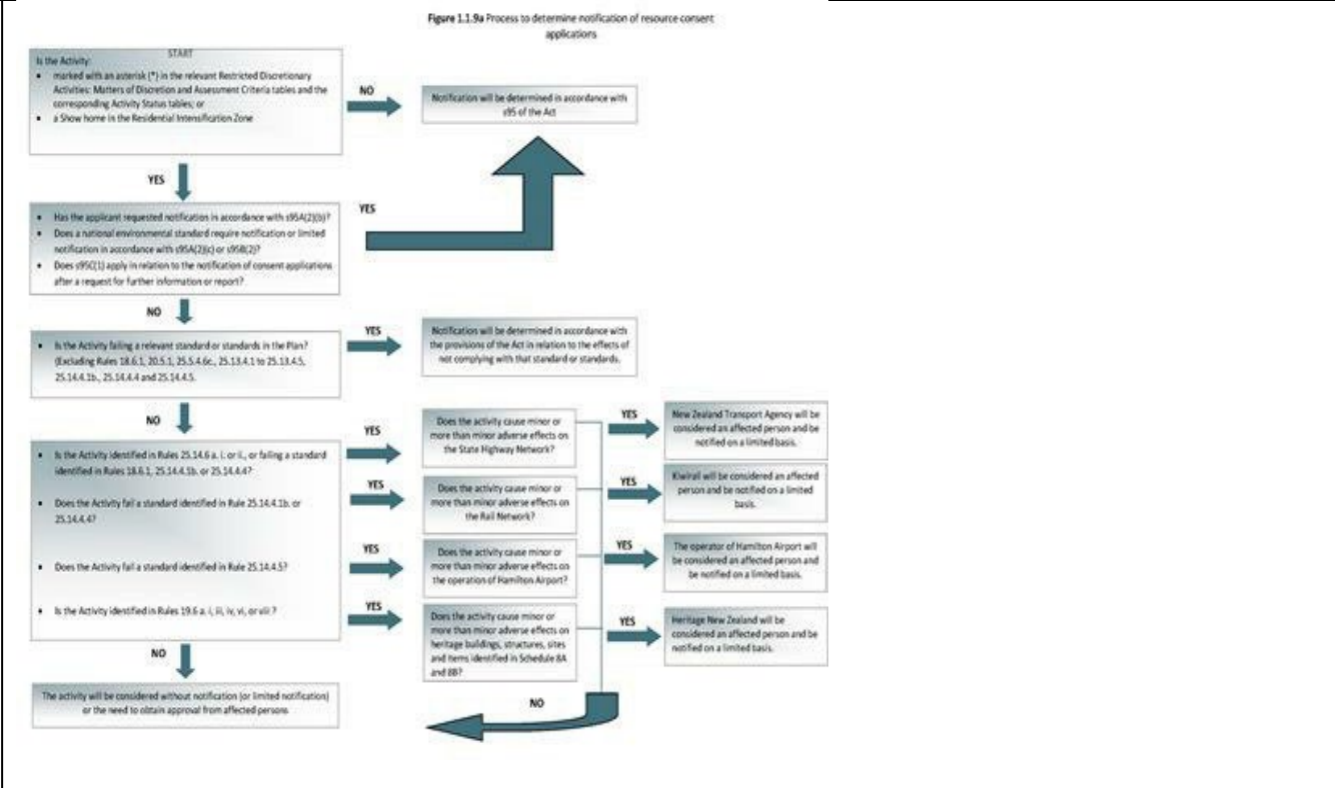 Figure 1.1.9a Process to determine notification of resource consent
applications
START
Is the Activity:
• marked with an asterisk (*) in the relevant Restricted Discretionary
Activities: Matters of Discretion and Assessment Criteria tables and the
corresponding Activity Status tables; or
• a Show home in the Residential Intensification Zone
NO
Notification will be determined in accordance with
s95 of the Act
YES
• Has the applicant requested notification in accordance with s95A(2)(b)?
• Does a national environmental standard require notification or limited
notification in accordance with s95A(2)(c) or s95B(2)?
• Does s95C(1) apply in relation to the notification of consent applications
after a request for further information or report?
YES
NO
• Is the Activity failing a relevant standard or standards in the Plan?
(Excluding Rules 18.6.1, 20.5.1, 25.5.4.6c., 25.13.4.1 to 25.13.4.5,
25.14.4.1b., 25.14.4.4 and 25.14.4.5.
YES
Notification will be determined in accordance with
the provisions of the Act in relation to the effects of
not complying with that standard or standards.
NO
• Is the Activity identified in Rules 25.14.6 a. i. or ii., or failing a standard
identified in Rules 18.6.1, 25.14.4.1b. or 25.14.4.4?
YES
Does the activity cause minor or
more than minor adverse effects on
the State Highway Network?
YES
New Zealand Transport Agency will be
considered an affected person and be
notified on a limited basis.
• Does the Activity fail a standard identified in Rule 25.14.4.1b. or
25.14.4.4?
YES
Does the activity cause minor or
more than minor adverse effects on
the Rail Network?
YES
Kiwirail will be considered an affected
person and be notified on a limited
basis.
• Does the Activity fail a standard identified in Rule 25.14.4.5?
YES
Does the activity cause minor or
more than minor adverse effects on
the operation of Hamilton Airport?
YES
The operator of Hamilton Airport will
be considered an affected person and
be notified on a limited basis.
• Is the Activity identified in Rules 19.6 a. i, iii, iv, vi, or viii ?
YES
Does the activity cause minor or
more than minor adverse effects on
heritage buildings, structures, sites
and items identified in Schedule 8A
and 8B?
YES
Heritage New Zealand will be
considered an affected person and be
notified on a limited basis.
NO
NO
The activity will be considered without notification (or limited notification)
or the need to obtain approval from affected persons